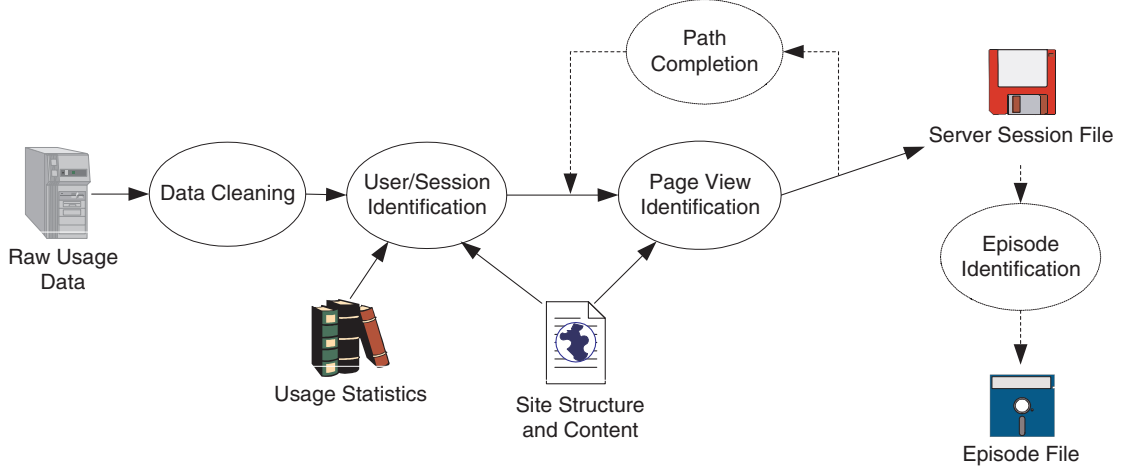 Path
Completion
Server Session File
Data Cleaning
User/Session
Identification
Page View
Identification
Raw Usage
Data
Episode
Identification
Usage Statistics
Site Structure
and Content
Episode File